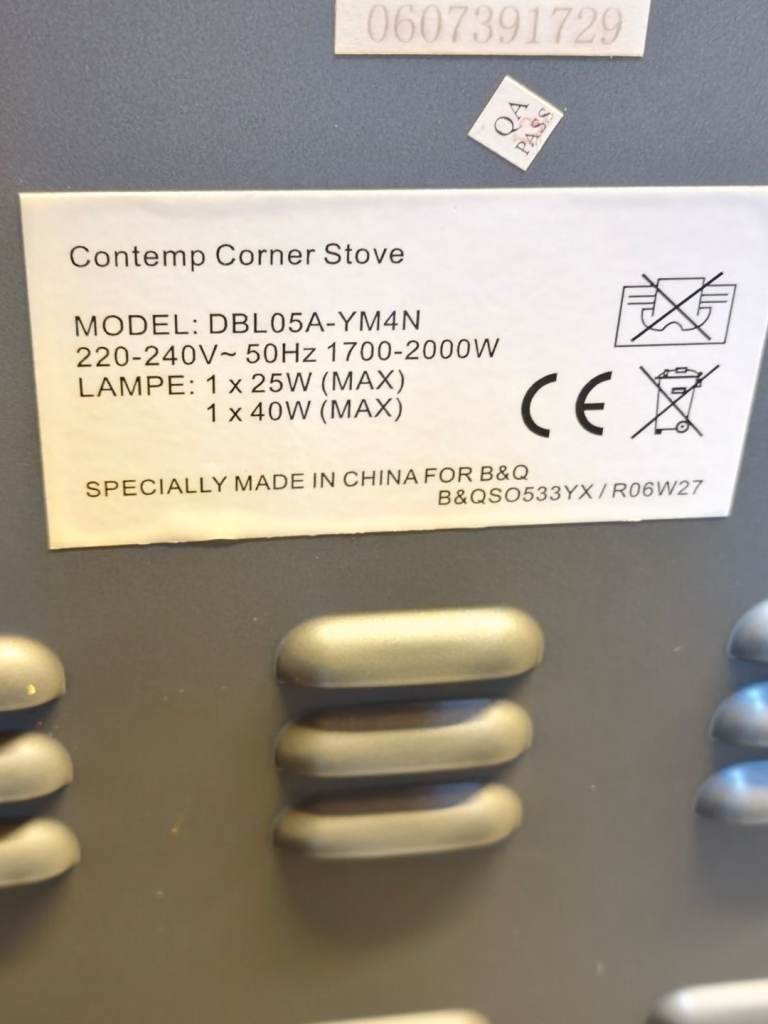 0607391729
QA
PASS
Contemp Corner Stove
MODEL: DBL05A-YM4N
220-240V~ 50Hz 1700-2000W
LAMPE: 1 x 25W (MAX)
1 x 40W (MAX)
CE
SPECIALLY MADE IN CHINA FOR B&Q
B&QSO533YX / R06W27